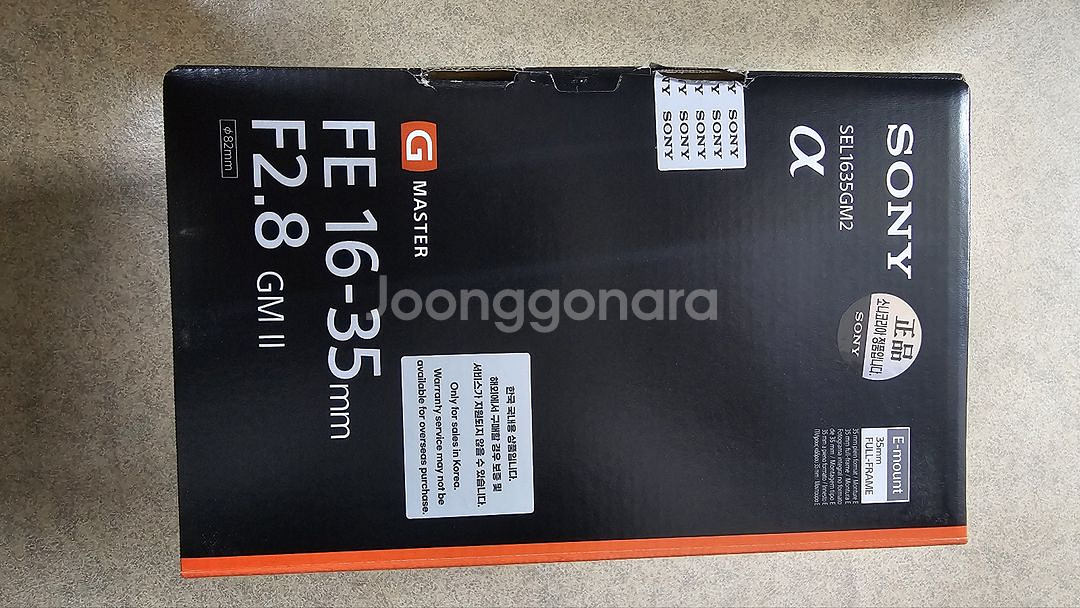 SONY
SEL1635GM2
α
SONY SONY SONY SONY SONY
正品
소니코리아 정품입니다.
SONY
E-mount
35mm
FULL-FRAME
G MASTER
FE 16-35mm
F2.8 GM II
φ82mm
한국 국내용 상품입니다.
해외에서 구매할 경우 보증 및
서비스가 지원되지 않을 수 있습니다.
Only for sales in Korea.
Warranty service may not be
available for overseas purchase.
Joonggonara